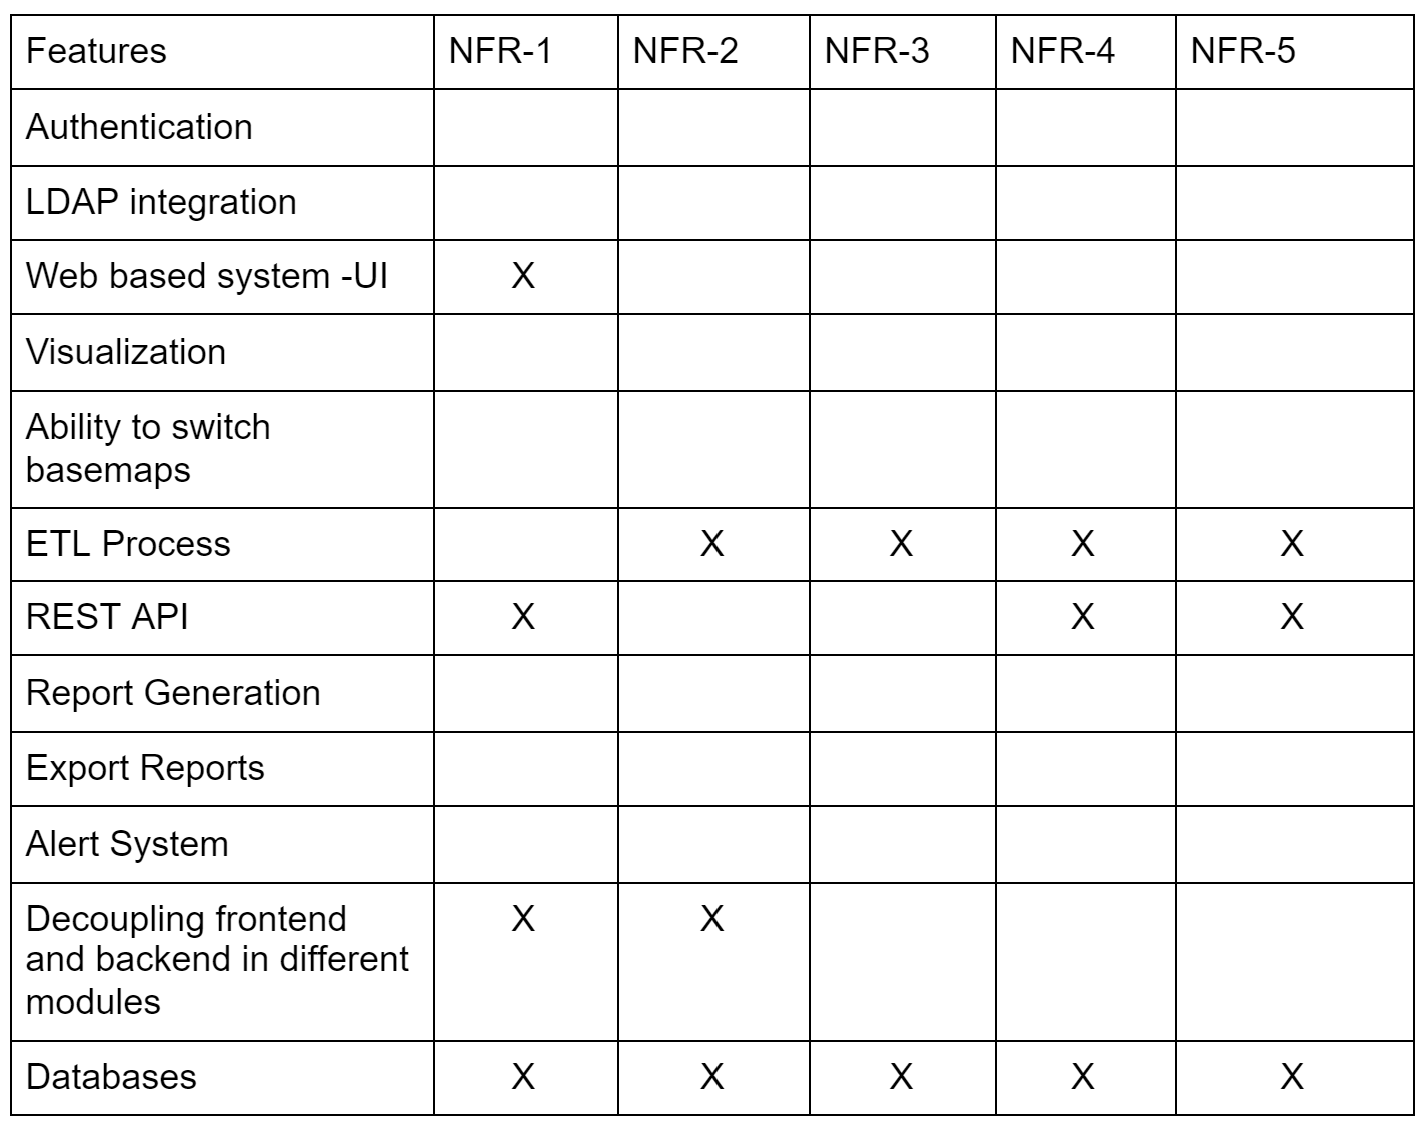 Features NFR-1 NFR-2 NFR-3 NFR-4 NFR-5
Authentication
LDAP integration
Web based system -UI X
Visualization
Ability to switch
basemaps
ETL Process X X X X
REST API X X X
Report Generation
Export Reports
Alert System
Decoupling frontend X X
and backend in different
modules
Databases X X X X X